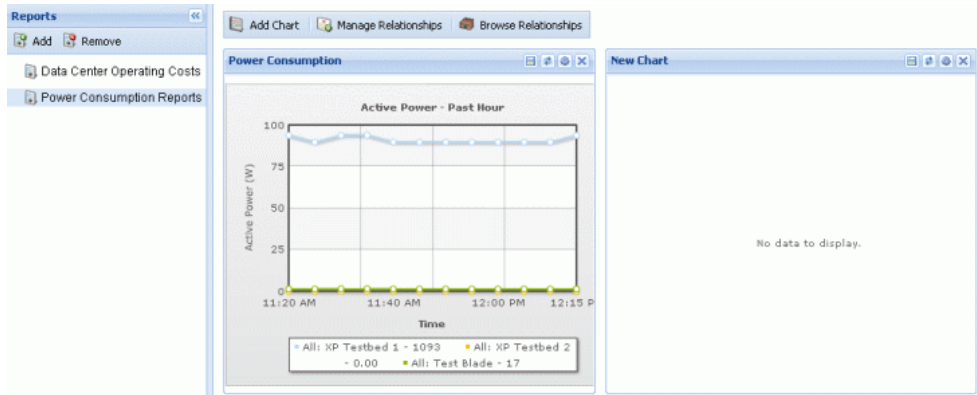 Reports
Add Remove
Data Center Operating Costs
Power Consumption Reports
Add Chart Manage Relationships Browse Relationships
Power Consumption
Active Power - Past Hour
Active Power (W)
100
75
50
25
0
11:20 AM 11:40 AM 12:00 PM 12:15 P
Time
All: XP Testbed 1 - 1093 All: XP Testbed 2
- 0.00 All: Test Blade - 17
New Chart
No data to display.